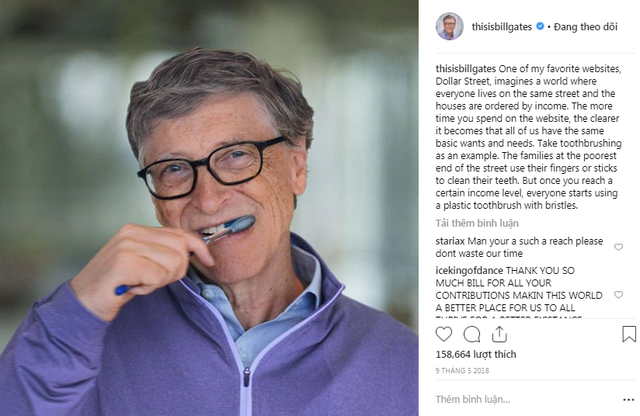 thisisbillgates • Đang theo dõi
thisisbillgates One of my favorite websites,
Dollar Street, imagines a world where
everyone lives on the same street and the
houses are ordered by income. The more
time you spend on the website, the clearer
it becomes that all of us have the same
basic wants and needs. Take toothbrushing
as an example. The families at the poorest
end of the street use their fingers or sticks
to clean their teeth. But once you reach a
certain income level, everyone starts using
a plastic toothbrush with bristles.
Tải thêm bình luận
stariax Man your a such a reach please
dont waste our time
icekingofdance THANK YOU SO
MUCH BILL FOR ALL YOUR
CONTRIBUTIONS MAKIN THIS WORLD
A BETTER PLACE FOR US TO ALL
THRIVE FOR A BETTER EXISTANCE
158,664 lượt thích
9 THÁNG 5 2018
Thêm bình luận...